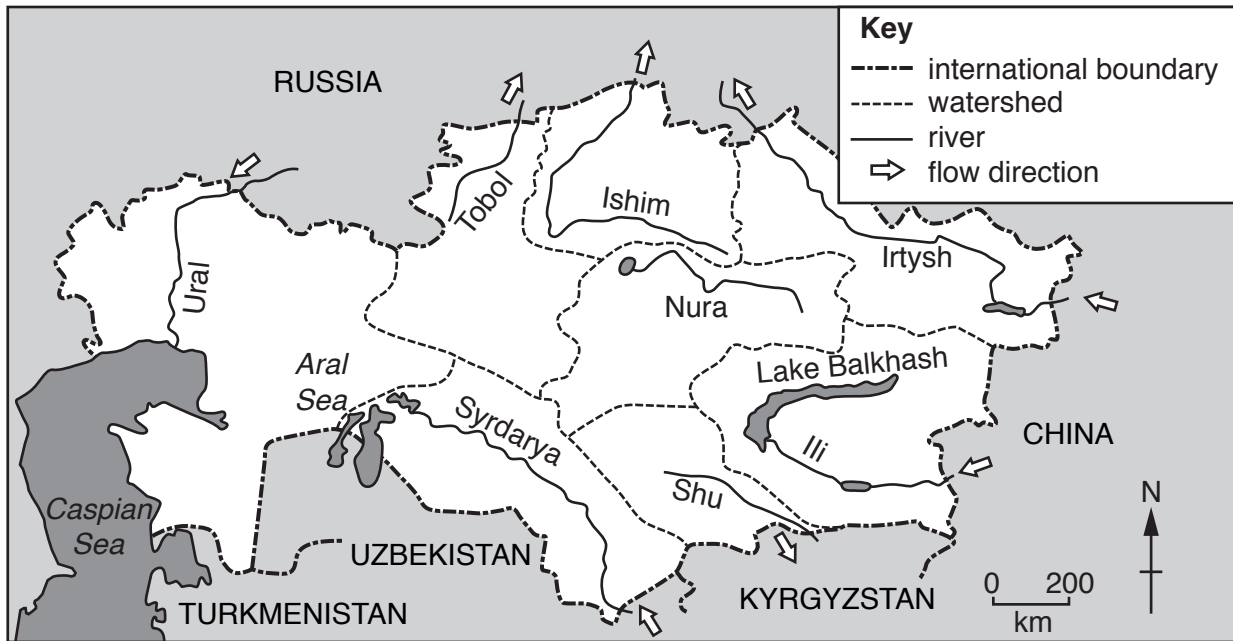 Key
international boundary
watershed
river
flow direction
RUSSIA
Tobol
Ishim
Irtysh
Ural
Nura
Aral
Sea
Lake Balkhash
Syrdarya
Ili
CHINA
Shu
Caspian
Sea
N
UZBEKISTAN
KYRGYZSTAN
TURKMENISTAN
0 200
km